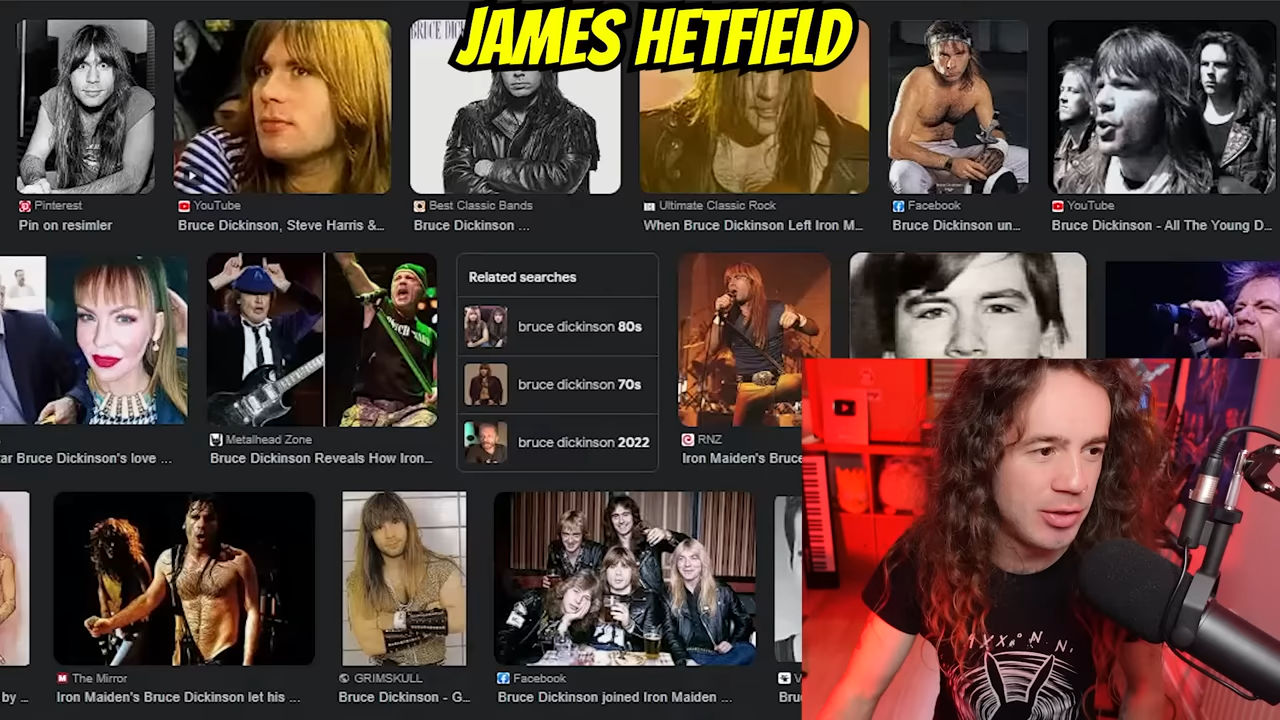 JAMES HETFIELD
BRUCE DICK
Pinterest
Pin on resimler
YouTube
Bruce Dickinson, Steve Harris &...
Best Classic Bands
Bruce Dickinson ...
Ultimate Classic Rock
When Bruce Dickinson Left Iron M...
Facebook
Bruce Dickinson un...
YouTube
Bruce Dickinson - All The Young D...
Related searches
bruce dickinson 80s
bruce dickinson 70s
bruce dickinson 2022
ar Bruce Dickinson's love ...
Metalhead Zone
Bruce Dickinson Reveals How Iron...
RNZ
Iron Maiden's Bruce
by ...
The Mirror
Iron Maiden's Bruce Dickinson let his ...
GRIMSKULL
Bruce Dickinson - G...
Facebook
Bruce Dickinson joined Iron Maiden ...
V
Bru